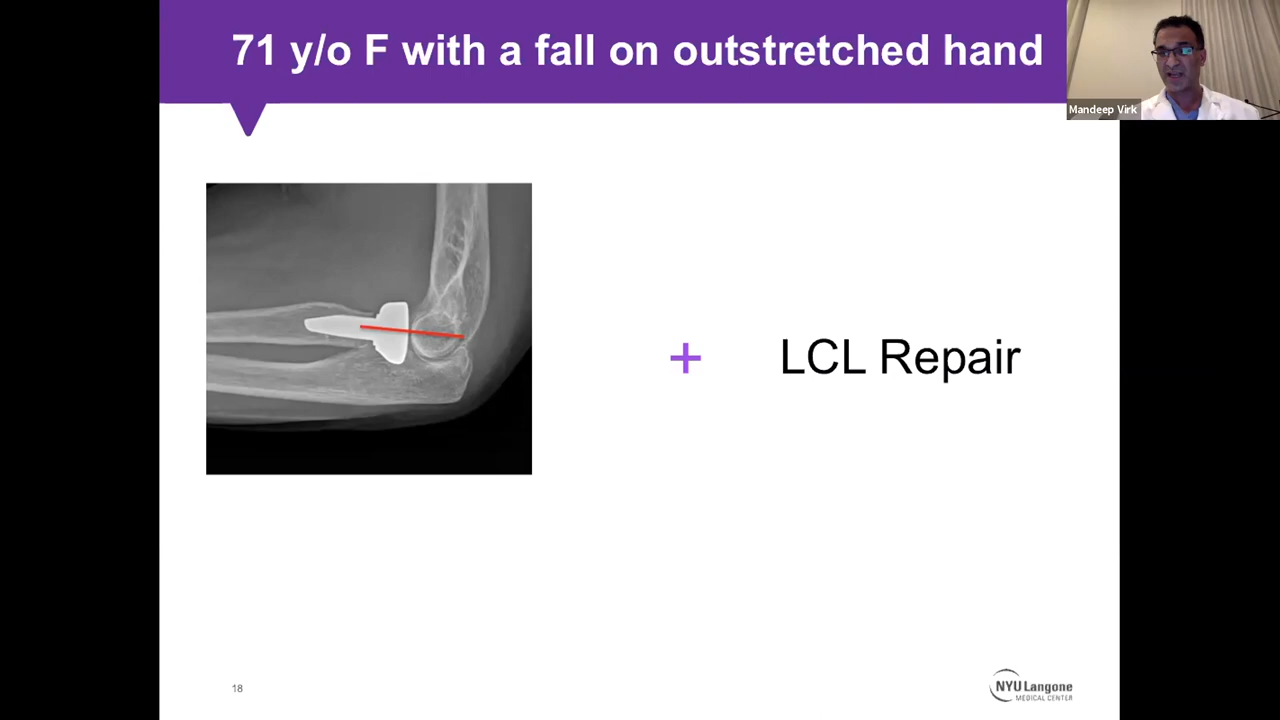 71 y/o F with a fall on outstretched hand
Mandeep Virk
+ LCL Repair
18
NYU Langone
MEDICAL CENTER